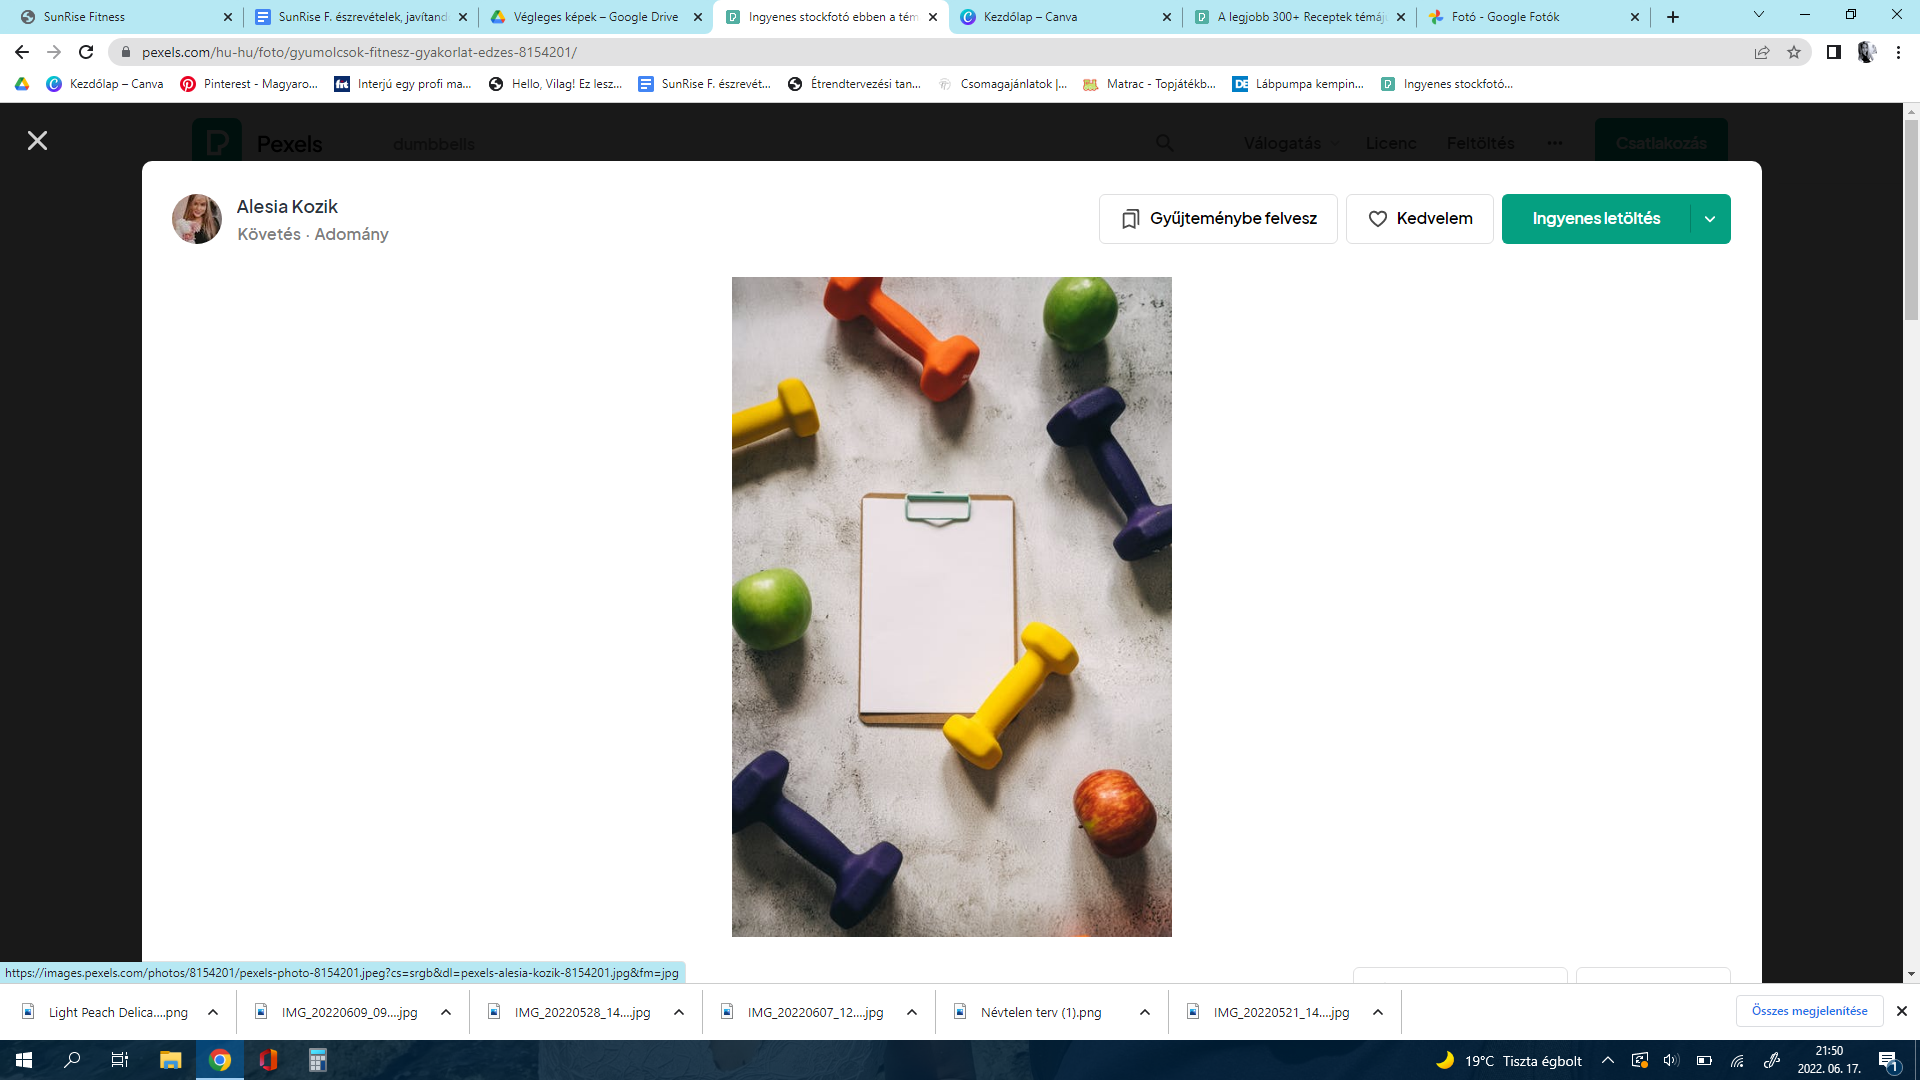 SunRise Fitness
SunRise F. észrevételek, javítand
Végleges képek – Google Drive
Ingyenes stockfotó ebben a tém
Kezdőlap – Canva
A legjobb 300+ Receptek témáj
Fotó - Google Fotók
pexels.com/hu-hu/foto/gyumolcsok-fitnesz-gyakorlat-edzes-8154201/
Kezdőlap – Canva
Pinterest - Magyaro...
Interjú egy profi ma...
Hello, Világ! Ez lesz...
SunRise F. észrevét...
Étrendtervezési tan...
Csomagajánlatok |...
Matrac - Topjátékb...
Lábpumpa kempin...
Ingyenes stockfotó...
Pexels
dumbbells
Válogatás
Licenc
Feltöltés
Csatlakozás
Alesia Kozik
Követés · Adomány
Gyűjteménybe felvesz
Kedvelem
Ingyenes letöltés
https://images.pexels.com/photos/8154201/pexels-photo-8154201.jpeg?cs=srgb&dl=pexels-alesia-kozik-8154201.jpg&fm=jpg
Light Peach Delica....png
IMG_20220609_09....jpg
IMG_20220528_14....jpg
IMG_20220607_12....jpg
Névtelen terv (1).png
IMG_20220521_14....jpg
Összes megjelenítése
19°C Tiszta égbolt
21:50
2022. 06. 17.
1